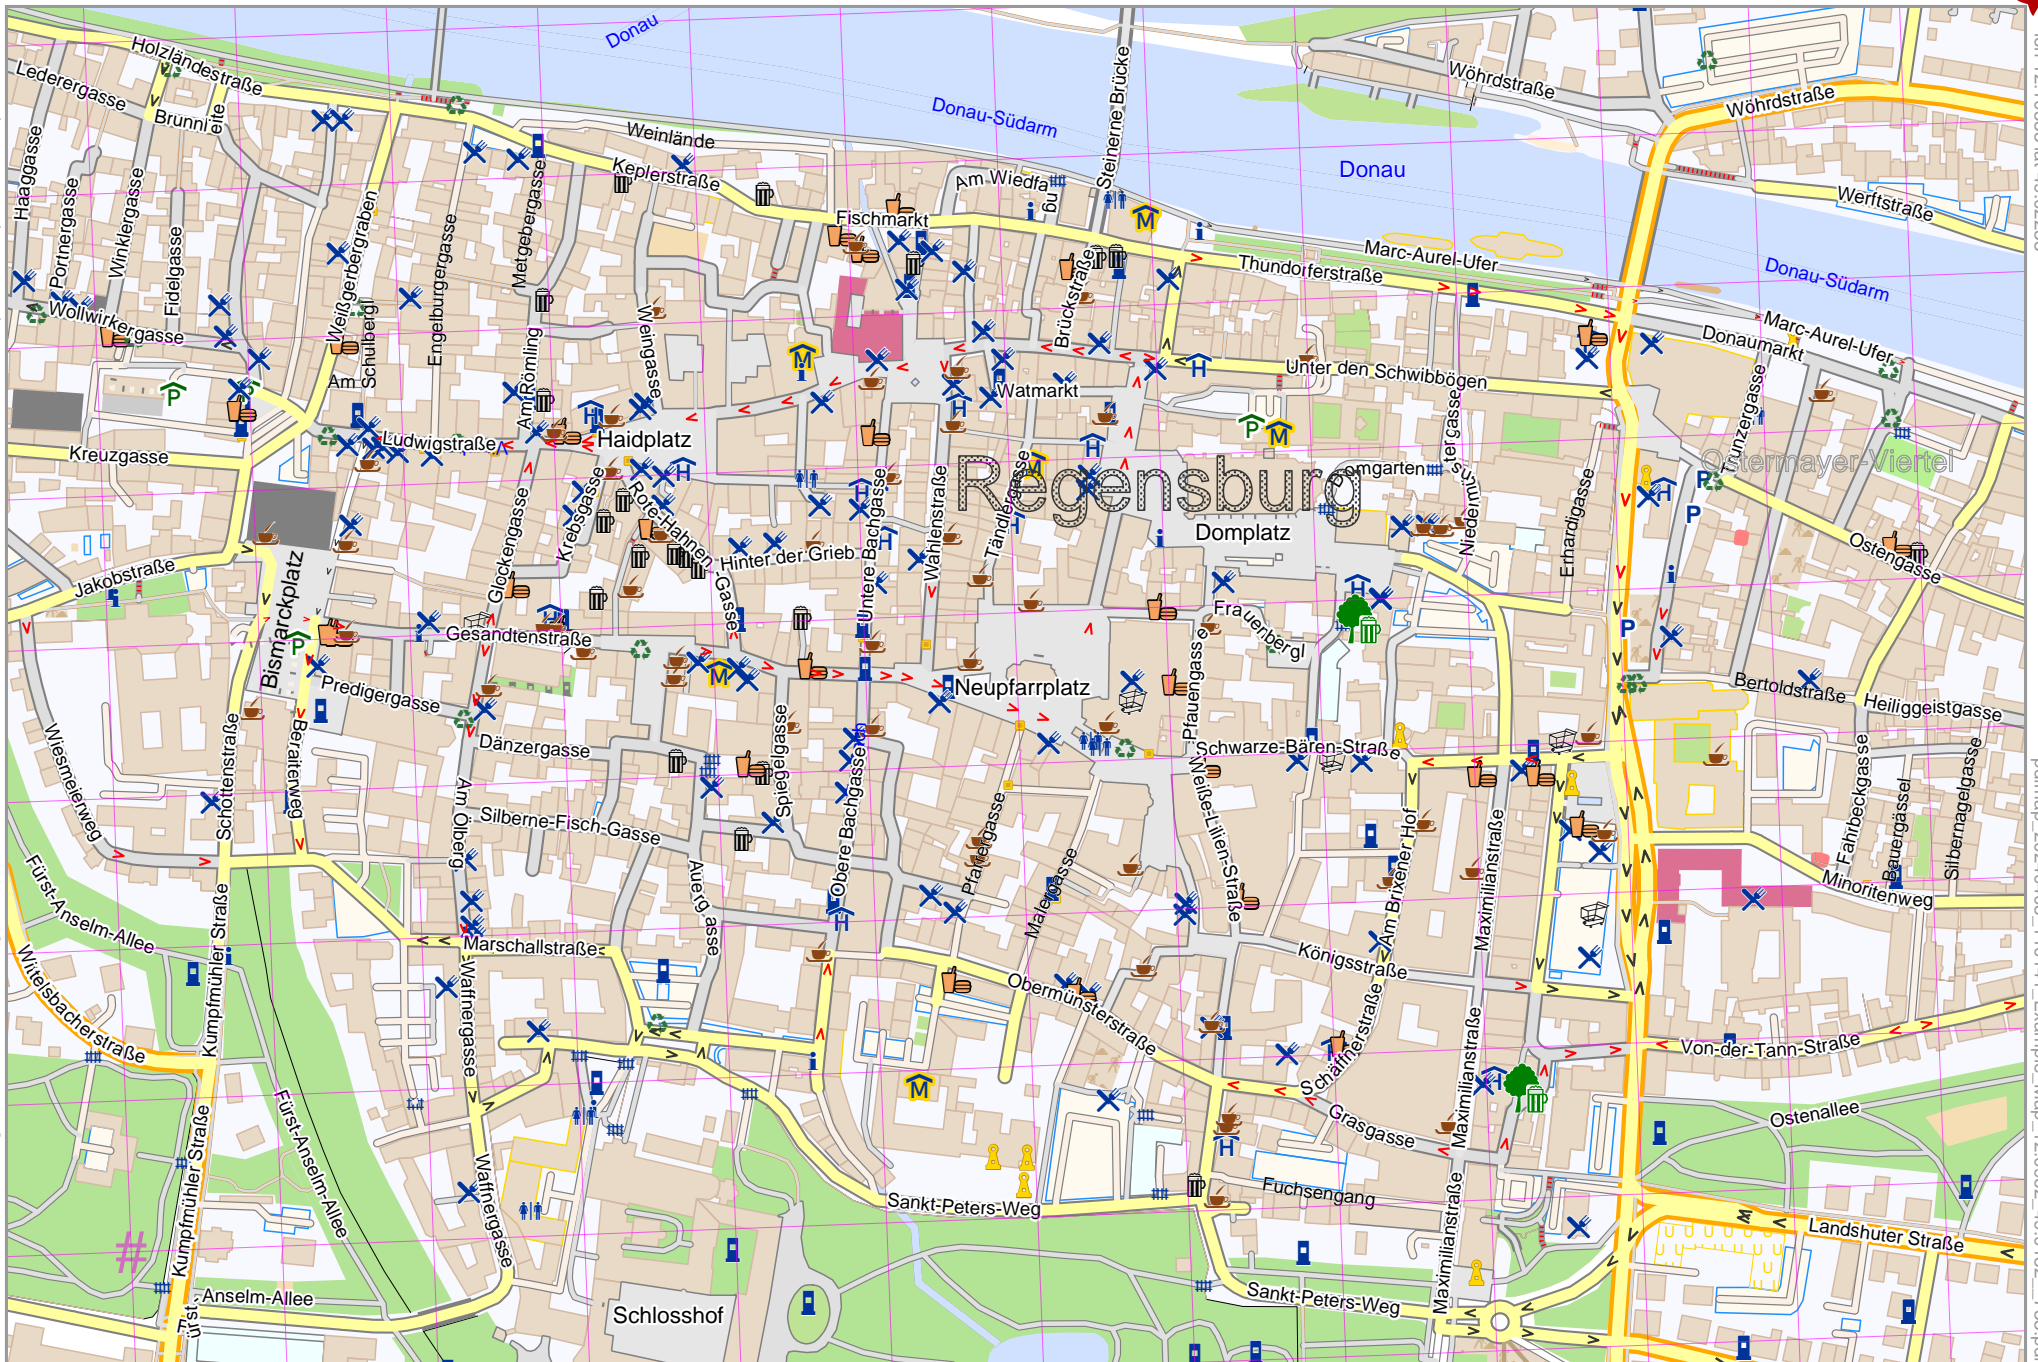 Donau
Holzländestraße
Lederergasse
Brunnleite
Wöhrdstraße
Wöhrdstraße
Donau-Südarm
Steinerne Brücke
Weinlände
Keplerstraße
Haaggasse
Portnergasse
Winklergasse
Fidelgasse
Weißgerbergraben
Engelburgergasse
Metgebergasse
Am Wiedfang
Donau
Werftstraße
Fischmarkt
M
Marc-Aurel-Ufer
Thundorferstraße
Donau-Südarm
Wollwirkergasse
Am Schulbergl
Am Römling
Weingasse
Brückstraße
Marc-Aurel-Ufer
Donaumarkt
M
H
Unter den Schwibbögen
Watmarkt
Trunzergasse
P
P
Haidplatz
Ludwigstraße
Kreuzgasse
H
H
H
P
M
Domgarten
Niedermünstergasse
Ostermayer-Viertel
Regensburg
Glockengasse
Krebsgasse
Rote-Hahnen-Gasse
Untere Bachgasse
Wahlenstraße
Tändlergasse
Erhardigasse
H
P
P
Domplatz
Hinter der Grieb
Ostengasse
Jakobstraße
Bismarckplatz
Gesandtenstraße
Frauenbergl
P
P
Predigergasse
M
Neupfarrplatz
Pfauengasse
Bertoldstraße
Heiliggeistgasse
Wiesmeierweg
Schottenstraße
Beraiterweg
Dänzergasse
Spiegelgasse
Schwarze-Bären-Straße
Am Ölberg
Silberne-Fisch-Gasse
Obere Bachgasse
Pfarrergasse
Weiße-Lilien-Straße
Am Brixener Hof
Maximilianstraße
Fahrbeckgasse
Bauergässel
Silbernagelgasse
Minoritenweg
Fürst-Anselm-Allee
Auergasse
Malergasse
Marschallstraße
Königsstraße
Wittelsbacherstraße
Kumpfmühler Straße
Waffnergasse
Obermünsterstraße
Schäffnerstraße
Maximilianstraße
Von-der-Tann-Straße
M
H
Fürst-Anselm-Allee
Grasgasse
Ostenallee
Kumpfmühler Straße
Waffnergasse
Sankt-Peters-Weg
Fuchsengang
Maximilianstraße
Landshuter Straße
#
Fürst-Anselm-Allee
Schlosshof
Sankt-Peters-Weg